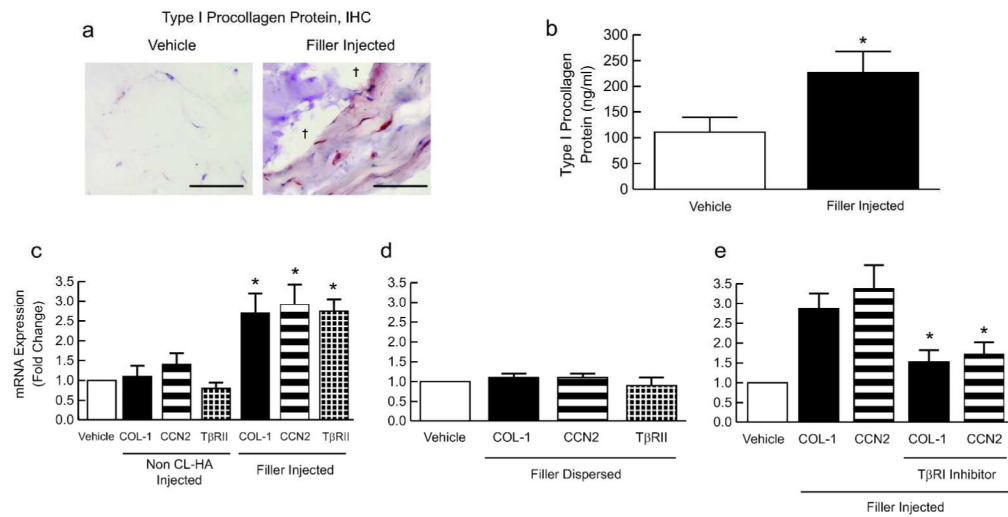 Type I Procollagen Protein, IHC
a
Vehicle
Filler Injected
†
†
b
Type I Procollagen
Protein (ng/ml)
300
250
200
150
100
50
0
*
Vehicle
Filler Injected
c
mRNA Expression
(Fold Change)
3.5
3.0
2.5
2.0
1.5
1.0
0.5
0.0
* * *
Vehicle COL-1 CCN2 TβRII COL-1 CCN2 TβRII
Non CL-HA
Injected
Filler Injected
d
3.5
3.0
2.5
2.0
1.5
1.0
0.5
0.0
Vehicle COL-1 CCN2 TβRII
Filler Dispersed
e
3.5
3.0
2.5
2.0
1.5
1.0
0.5
0.0
* *
Vehicle COL-1 CCN2 COL-1 CCN2
TβRI Inhibitor
Filler Injected